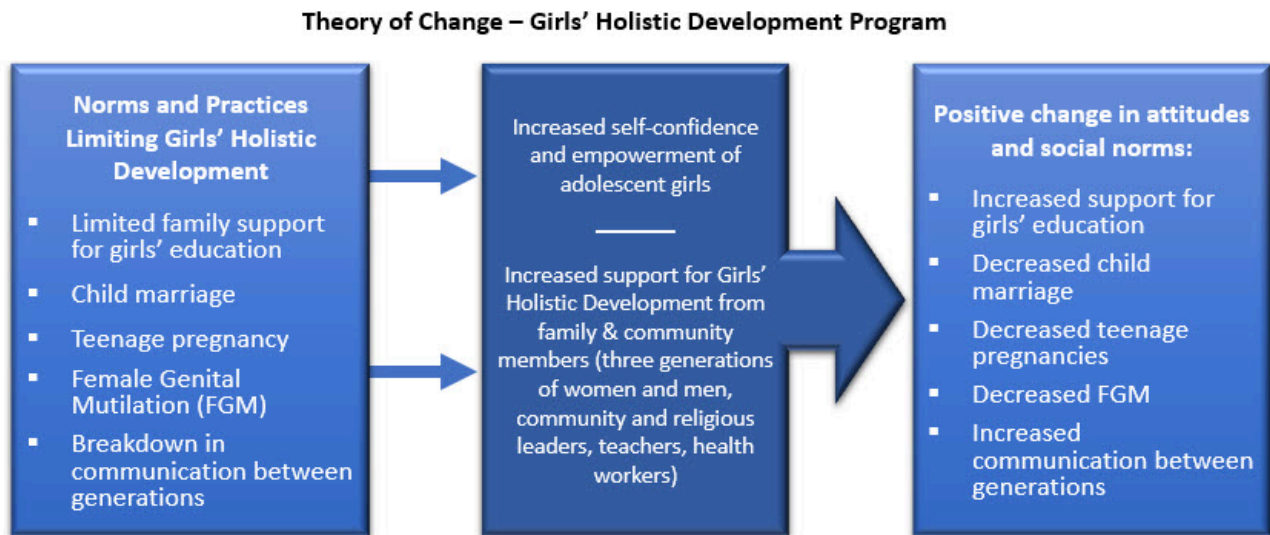 Theory of Change – Girls' Holistic Development Program
Norms and Practices
Limiting Girls' Holistic
Development
▪ Limited family support
for girls' education
▪ Child marriage
▪ Teenage pregnancy
▪ Female Genital
Mutilation (FGM)
▪ Breakdown in
communication between
generations
Increased self-confidence
and empowerment of
adolescent girls
Increased support for Girls'
Holistic Development from
family & community
members (three generations
of women and men,
community and religious
leaders, teachers, health
workers)
Positive change in attitudes
and social norms:
▪ Increased support for
girls' education
▪ Decreased child
marriage
▪ Decreased teenage
pregnancies
▪ Decreased FGM
▪ Increased
communication between
generations